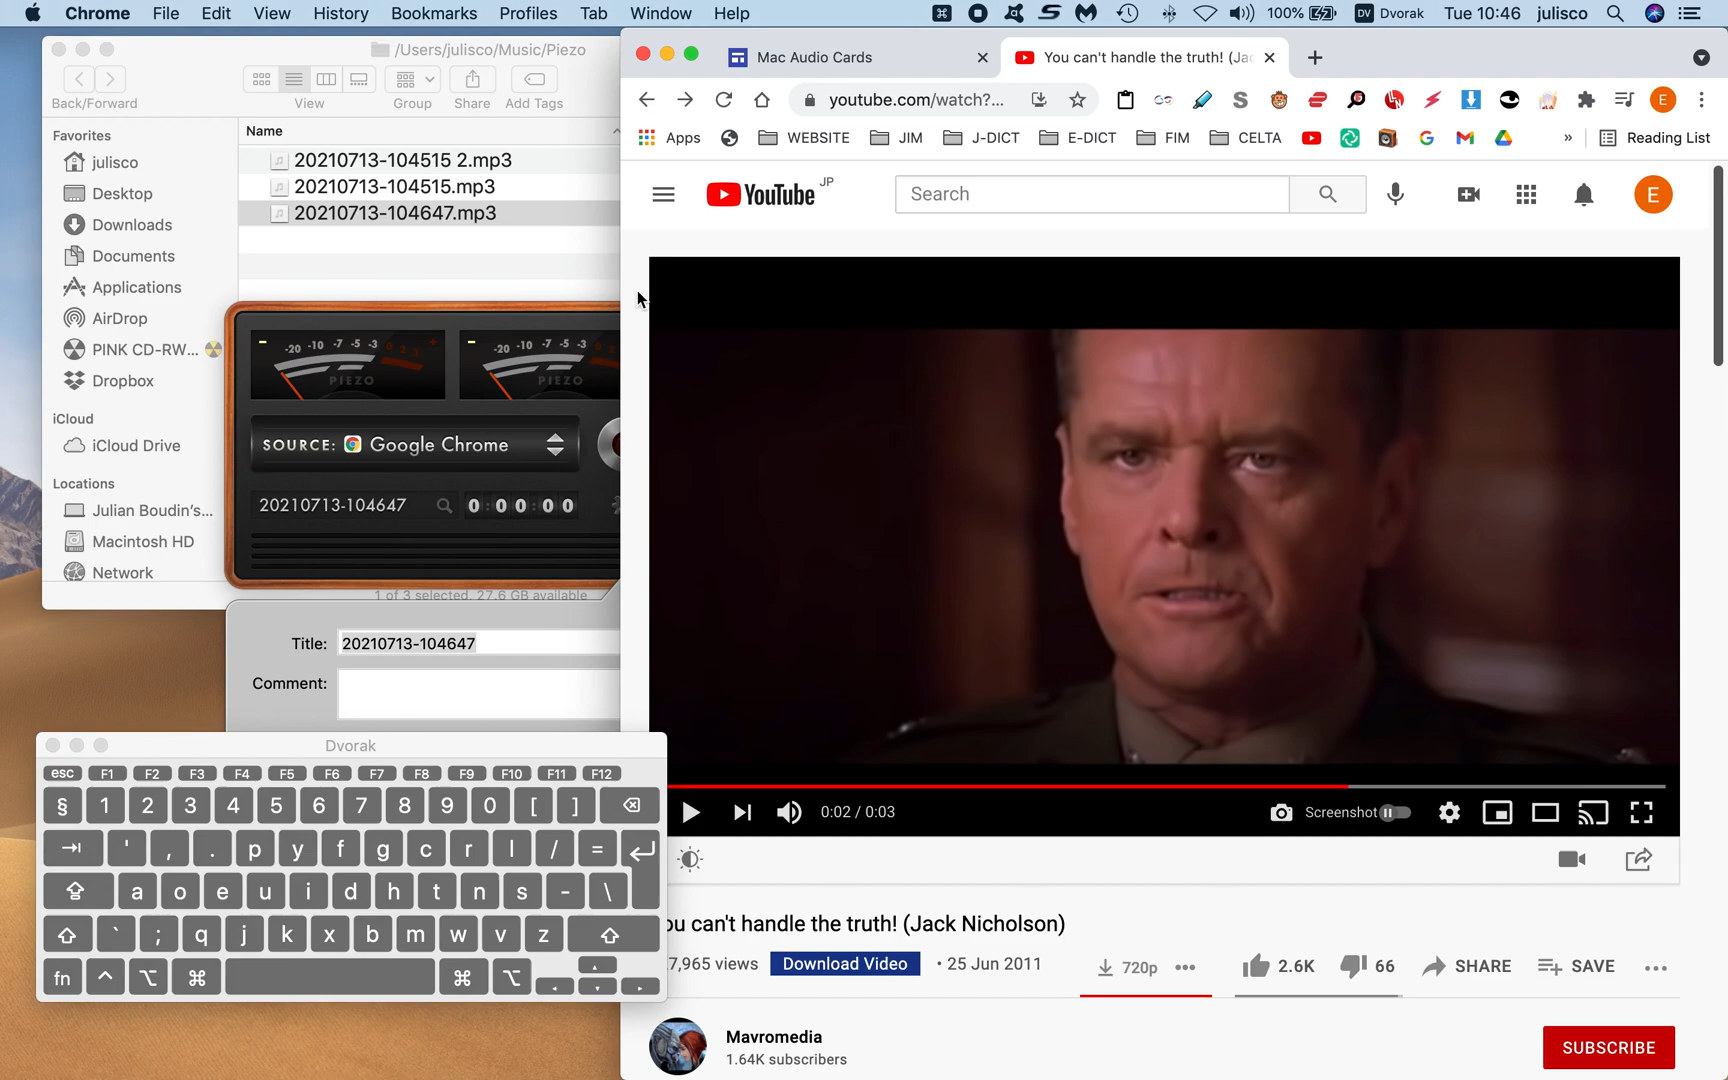 Chrome File Edit View History Bookmarks Profiles Tab Window Help 100% DV Dvorak Tue 10:46 julisco
/Users/julisco/Music/Piezo
Back/Forward View Group Share Add Tags
Favorites
julisco
Desktop
Downloads
Documents
Applications
AirDrop
PINK CD-RW...
Dropbox
iCloud
iCloud Drive
Locations
Julian Boudin's...
Macintosh HD
Network
Name
20210713-104515 2.mp3
20210713-104515.mp3
20210713-104647.mp3
- -20 -10 -7 -5 -3 0 2 3 +
PIEZO
- -20 -10 -7 -5 -3 0 2 3
PIEZO
SOURCE: Google Chrome
20210713-104647 0:00:00
1 of 3 selected, 27.6 GB available
Title: 20210713-104647
Comment:
Dvorak
esc F1 F2 F3 F4 F5 F6 F7 F8 F9 F10 F11 F12
§ 1 2 3 4 5 6 7 8 9 0 [ ]
' , . p y f g c r l / =
a o e u i d h t n s - \
` ; q j k x b m w v z
fn ^ ⌥ ⌘ ⌘ ⌥
Mac Audio Cards
You can't handle the truth! (Ja
youtube.com/watch?...
E
Apps WEBSITE JIM J-DICT E-DICT FIM CELTA » Reading List
YouTube JP
Search
E
0:02 / 0:03
Screenshot
ou can't handle the truth! (Jack Nicholson)
7,965 views Download Video • 25 Jun 2011
720p
2.6K 66 SHARE SAVE
Mavromedia
1.64K subscribers
SUBSCRIBE